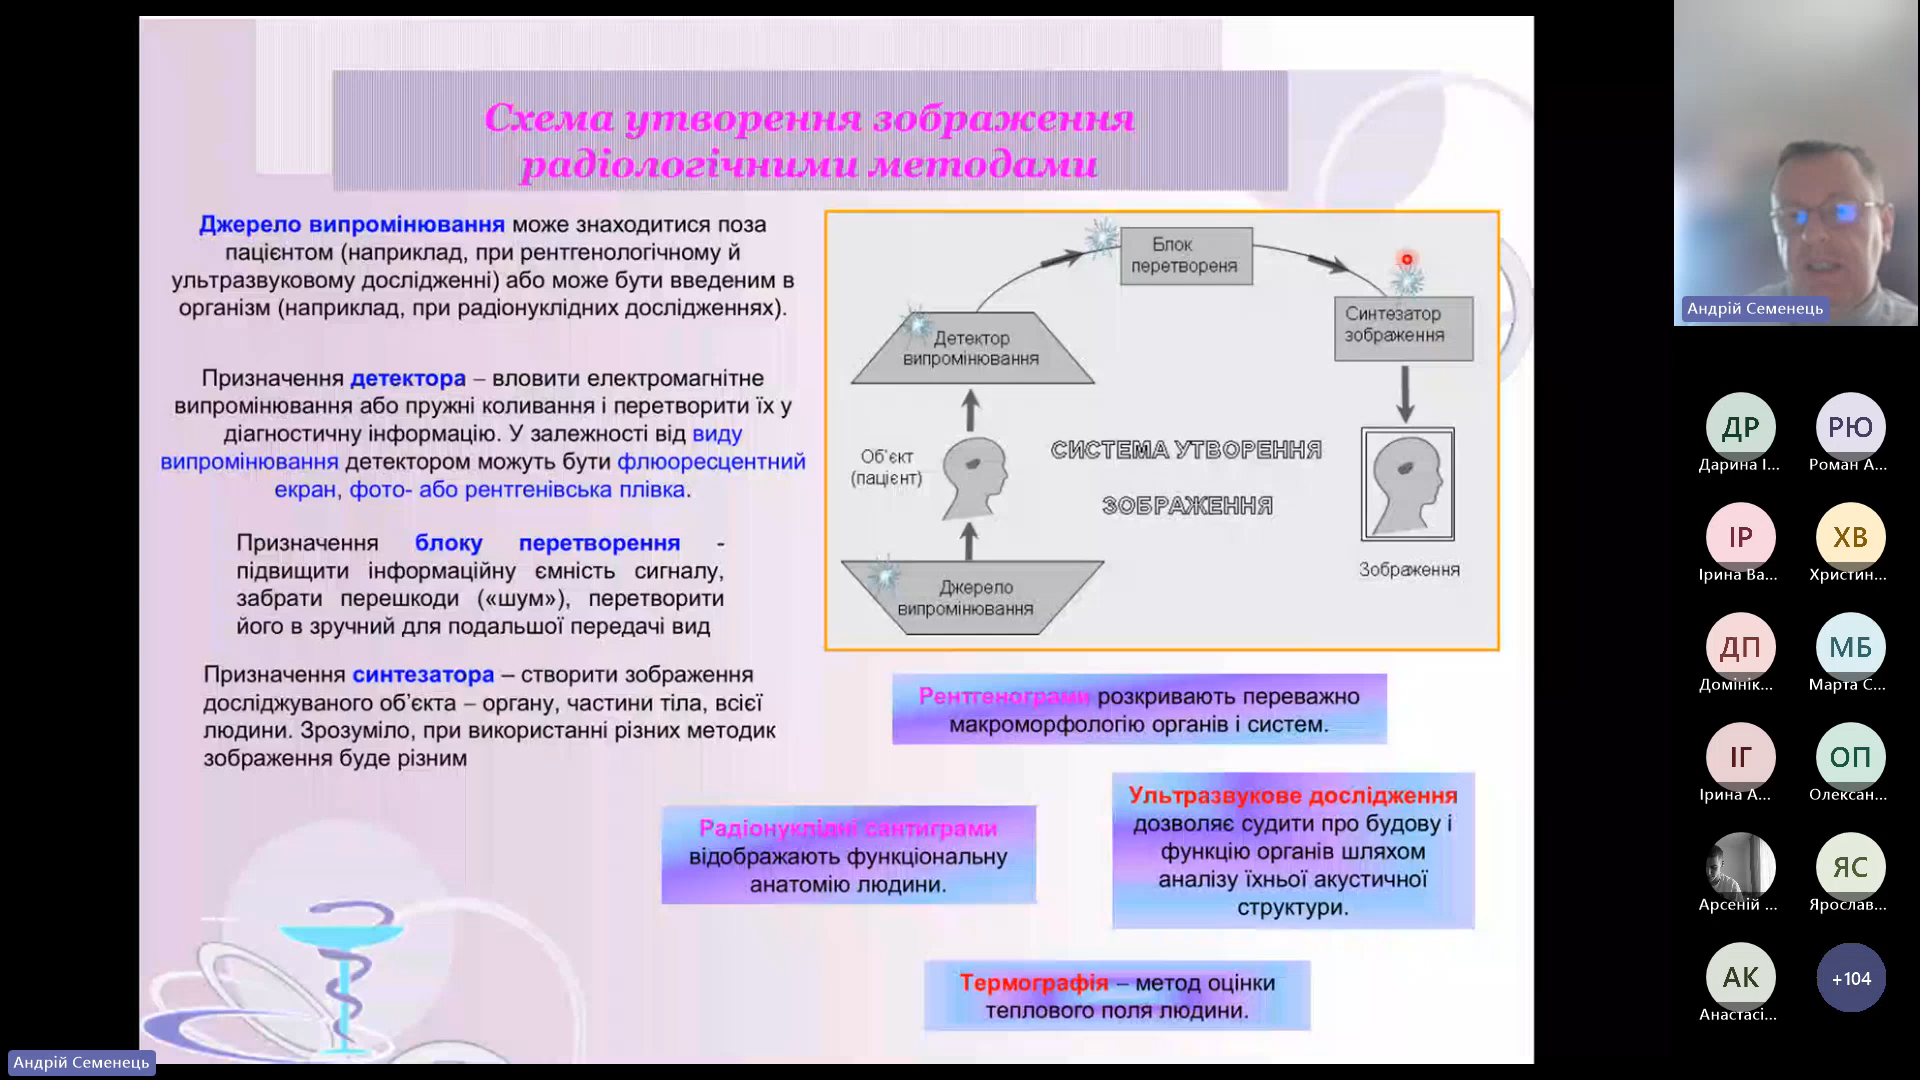 Схема утворення зображення
радіологічними методами
Джерело випромінювання може знаходитися поза
пацієнтом (наприклад, при рентгенологічному й
ультразвуковому дослідженні) або може бути введеним в
організм (наприклад, при радіонуклідних дослідженнях).
Призначення детектора – вловити електромагнітне
випромінювання або пружні коливання і перетворити їх у
діагностичну інформацію. У залежності від виду
випромінювання детектором можуть бути флюоресцентний
екран, фото- або рентгенівська плівка.
Призначення блоку перетворення -
підвищити інформаційну ємність сигналу,
забрати перешкоди («шум»), перетворити
його в зручний для подальшої передачі вид
Призначення синтезатора – створити зображення
досліджуваного об’єкта – органу, частини тіла, всієї
людини. Зрозуміло, при використанні різних методик
зображення буде різним
Блок
перетвореня
Синтезатор
зображення
Детектор
випромінювання
Об’єкт
(пацієнт)
СИСТЕМА УТВОРЕННЯ
ЗОБРАЖЕННЯ
Зображення
Джерело
випромінювання
Рентгенограми розкривають переважно
макроморфологію органів і систем.
Радіонуклідні сантиграми
відображають функціональну
анатомію людини.
Ультразвукове дослідження
дозволяє судити про будову і
функцію органів шляхом
аналізу їхньої акустичної
структури.
Термографія – метод оцінки
теплового поля людини.
Андрій Семенець
Андрій Семенець
ДР
Дарина І...
РЮ
Роман А...
ІР
Ірина Ва...
ХВ
Христин...
ДП
Домінік...
МБ
Марта С...
ІГ
Ірина А...
ОП
Олексан...
Арсеній ...
ЯС
Ярослав...
АК
Анастасі...
+104